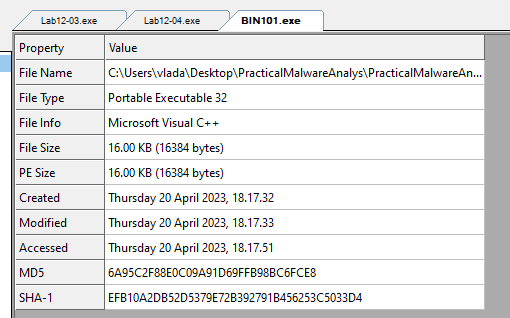 Lab12-03.exe Lab12-04.exe BIN101.exe
Property Value
File Name C:\Users\vlada\Desktop\PracticalMalwareAnalys\PracticalMalwareAn...
File Type Portable Executable 32
File Info Microsoft Visual C++
File Size 16.00 KB (16384 bytes)
PE Size 16.00 KB (16384 bytes)
Created Thursday 20 April 2023, 18.17.32
Modified Thursday 20 April 2023, 18.17.33
Accessed Thursday 20 April 2023, 18.17.51
MD5 6A95C2F88E0C09A91D69FFB98BC6FCE8
SHA-1 EFB10A2DB52D5379E72B392791B456253C5033D4